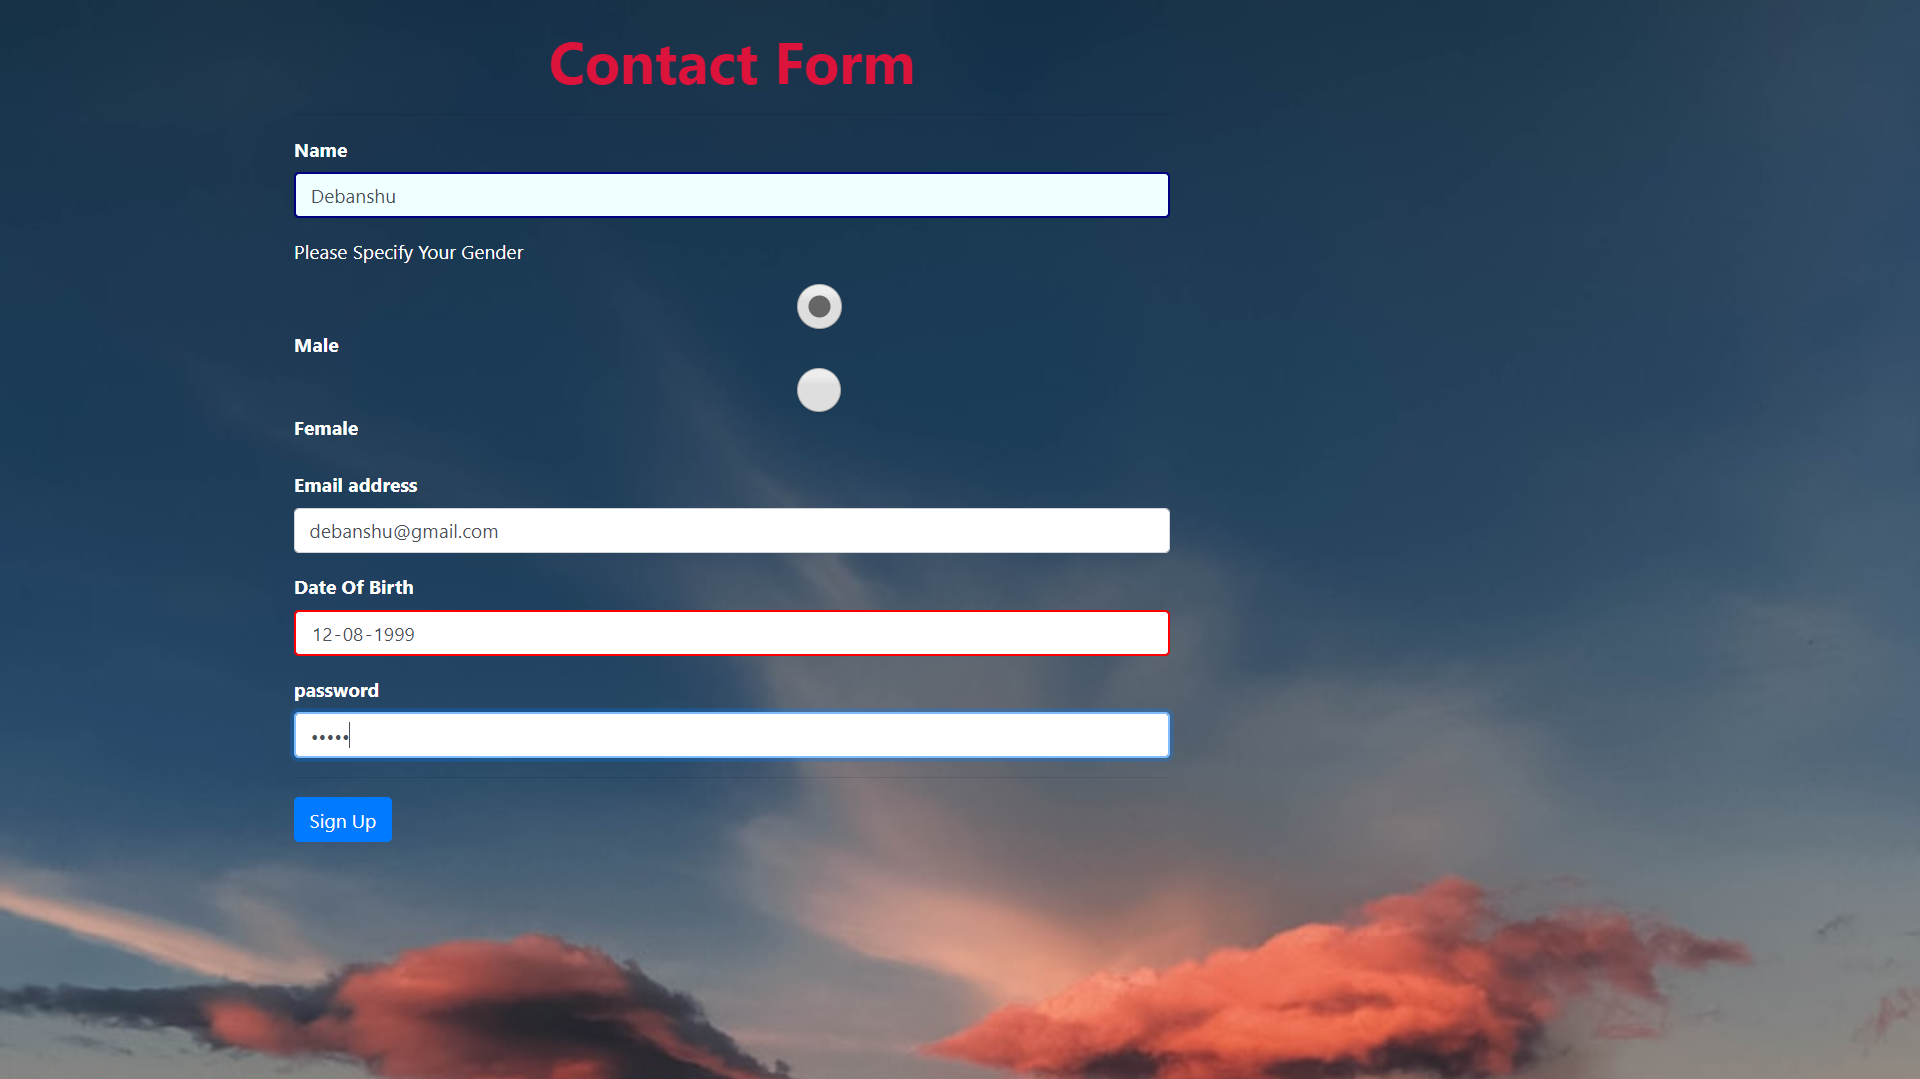 Contact Form
Name
Debanshu
Please Specify Your Gender
Male
Female
Email address
debanshu@gmail.com
Date Of Birth
12-08-1999
password
•••••
Sign Up